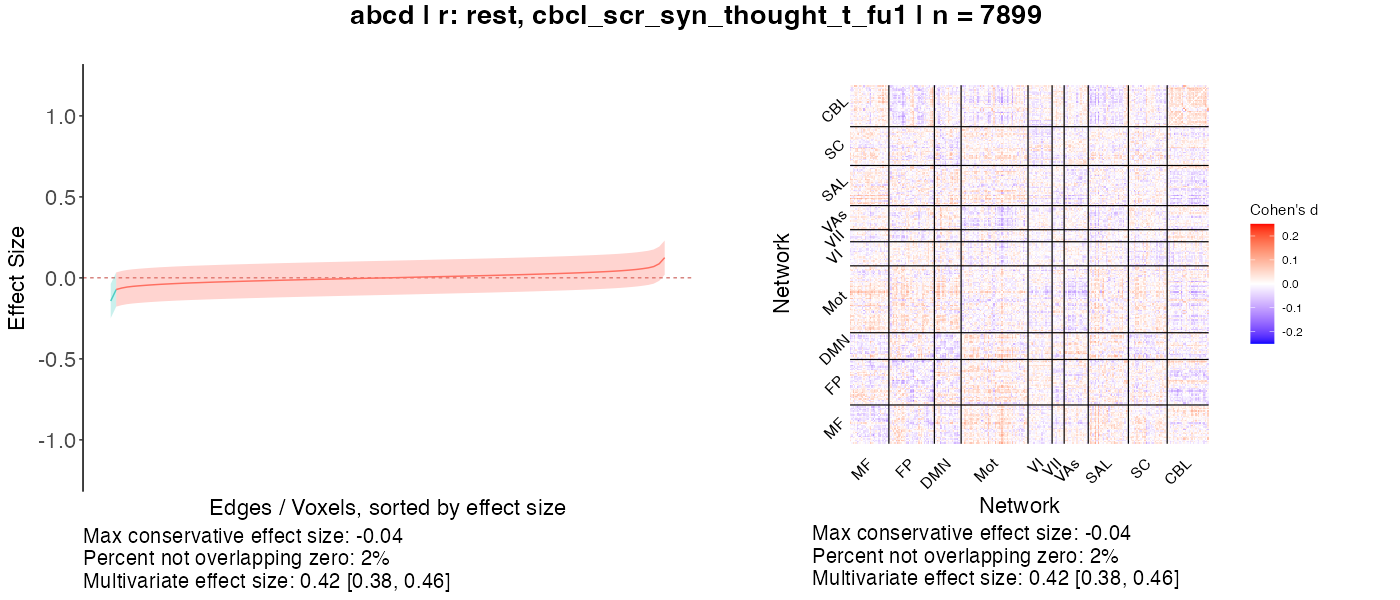 abcd | r: rest, cbcl_scr_syn_thought_t_fu1 | n = 7899
Effect Size
1.0
0.5
0.0
-0.5
-1.0
Edges / Voxels, sorted by effect size
Max conservative effect size: -0.04
Percent not overlapping zero: 2%
Multivariate effect size: 0.42 [0.38, 0.46]
Network
CBL
SC
SAL
VAs
VII
VI
Mot
DMN
FP
MF
MF FP DMN Mot VI VII VAs SAL SC CBL
Network
Max conservative effect size: -0.04
Percent not overlapping zero: 2%
Multivariate effect size: 0.42 [0.38, 0.46]
Cohen's d
0.2
0.1
0.0
-0.1
-0.2